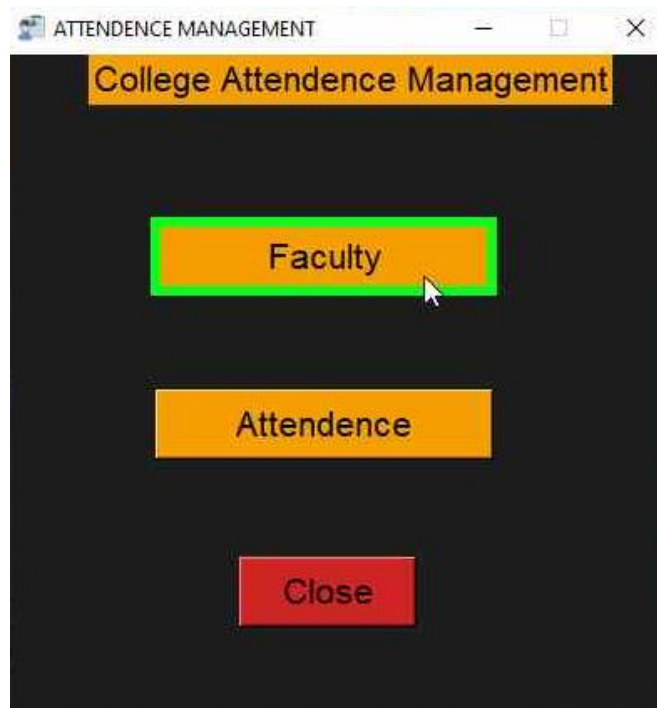 ATTENDENCE MANAGEMENT
College Attendence Management
Faculty
Attendence
Close